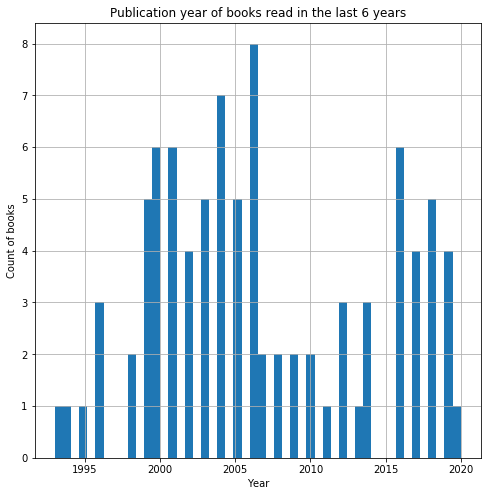 Publication year of books read in the last 6 years
8
7
6
5
4
3
2
1
0
Count of books
1995 2000 2005 2010 2015 2020
Year